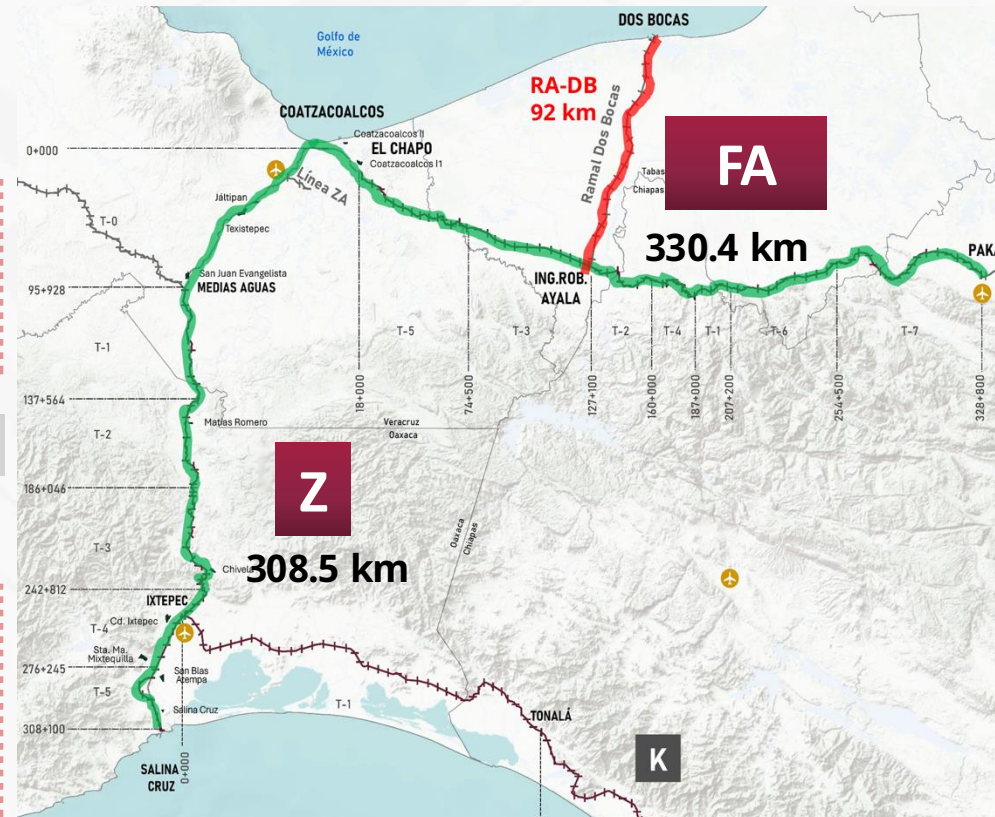 DOS BOCAS
Golfo de
México
RA-DB
92 km
COATZACOALCOS
Coatzacoalcos II
EL CHAPO
Coatzacoalcos I1
0+000
Línea ZA
Ramal Dos Bocas
Chiapas
FA
330.4 km
Jáltipan
Texistepec
T-0
San Juan Evangelista
MEDIAS AGUAS
95+928
ING.ROB.
AYALA
T-5
T-3
T-2
T-4
T-1
T-6
T-7
18+000
74+500
127+100
160+000
187+000
207+200
254+500
328+800
T-1
137+564
Matías Romero
Veracruz
Oaxaca
T-2
186+046
Z
308.5 km
Oaxaca
Chiapas
T-3
242+812
IXTEPEC
Cd. Ixtepec
T-4
Sta. Ma.
Mixtequilla
276+245
San Blas
Atempa
T-5
Salina Cruz
308+100
SALINA
CRUZ
0+000
T-1
TONALÁ
K